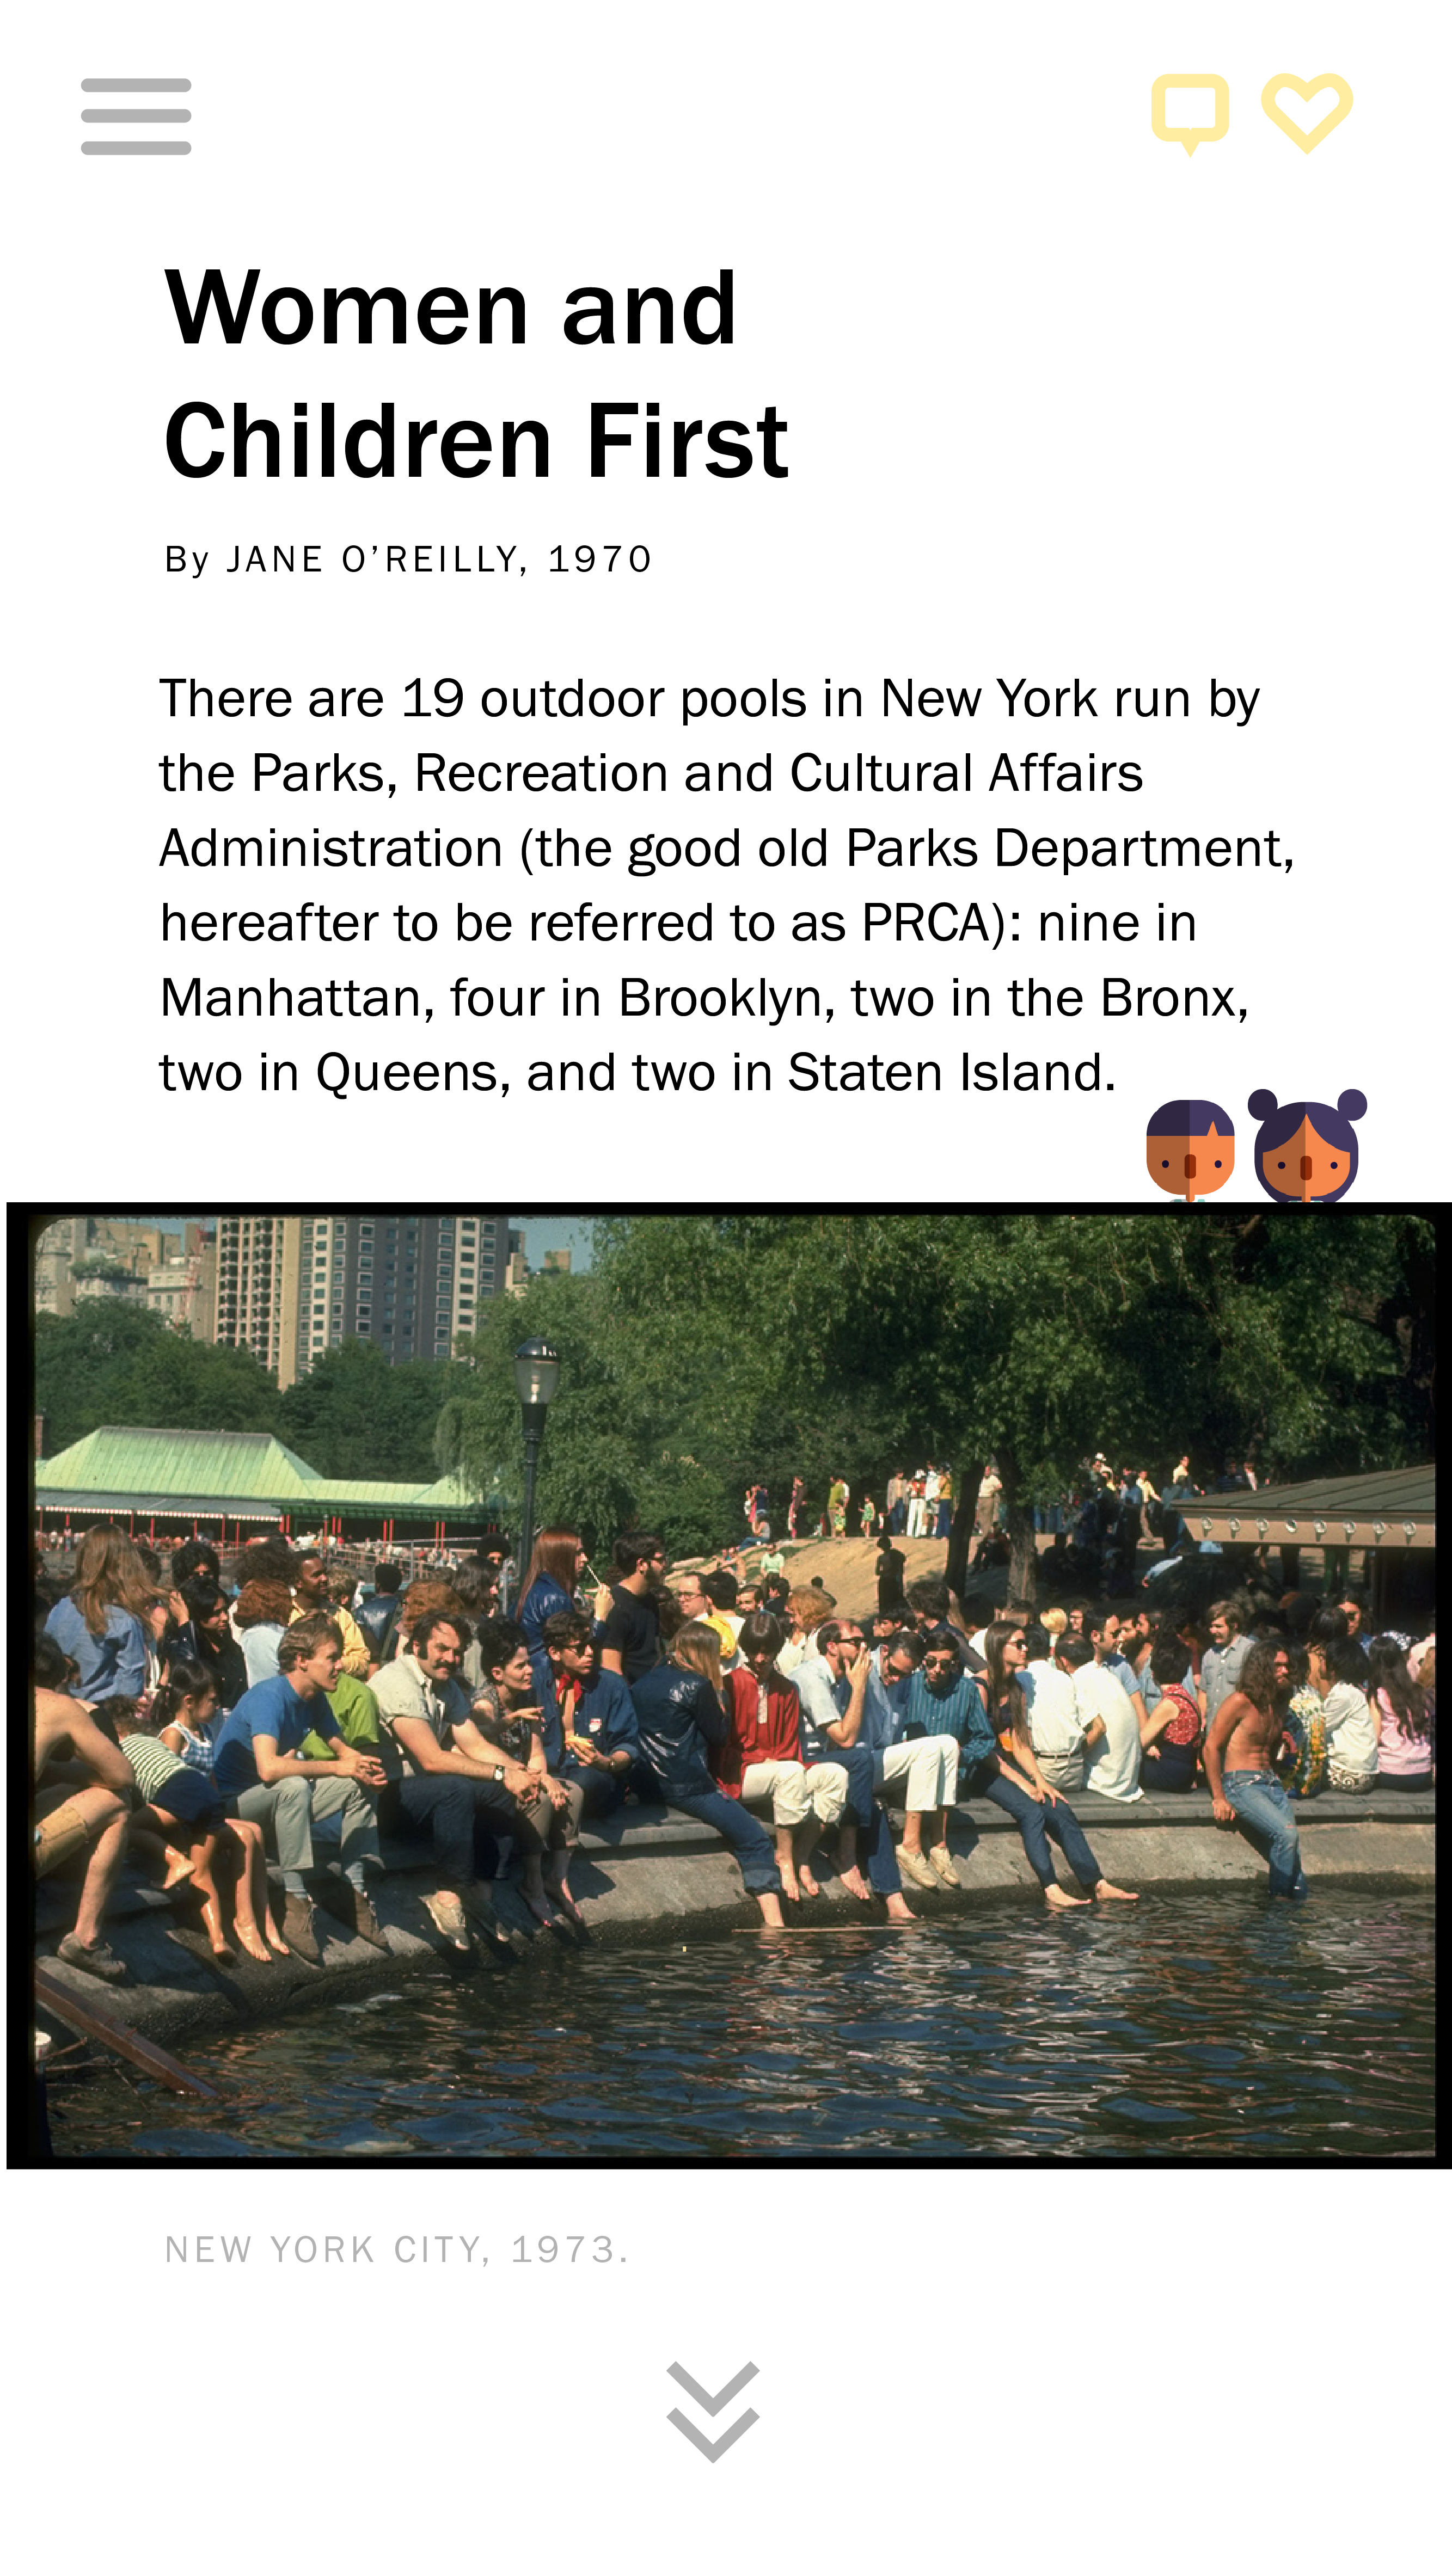 Women and
Children First
By JANE O’REILLY, 1970
There are 19 outdoor pools in New York run by
the Parks, Recreation and Cultural Affairs
Administration (the good old Parks Department,
hereafter to be referred to as PRCA): nine in
Manhattan, four in Brooklyn, two in the Bronx,
two in Queens, and two in Staten Island.
NEW YORK CITY, 1973.